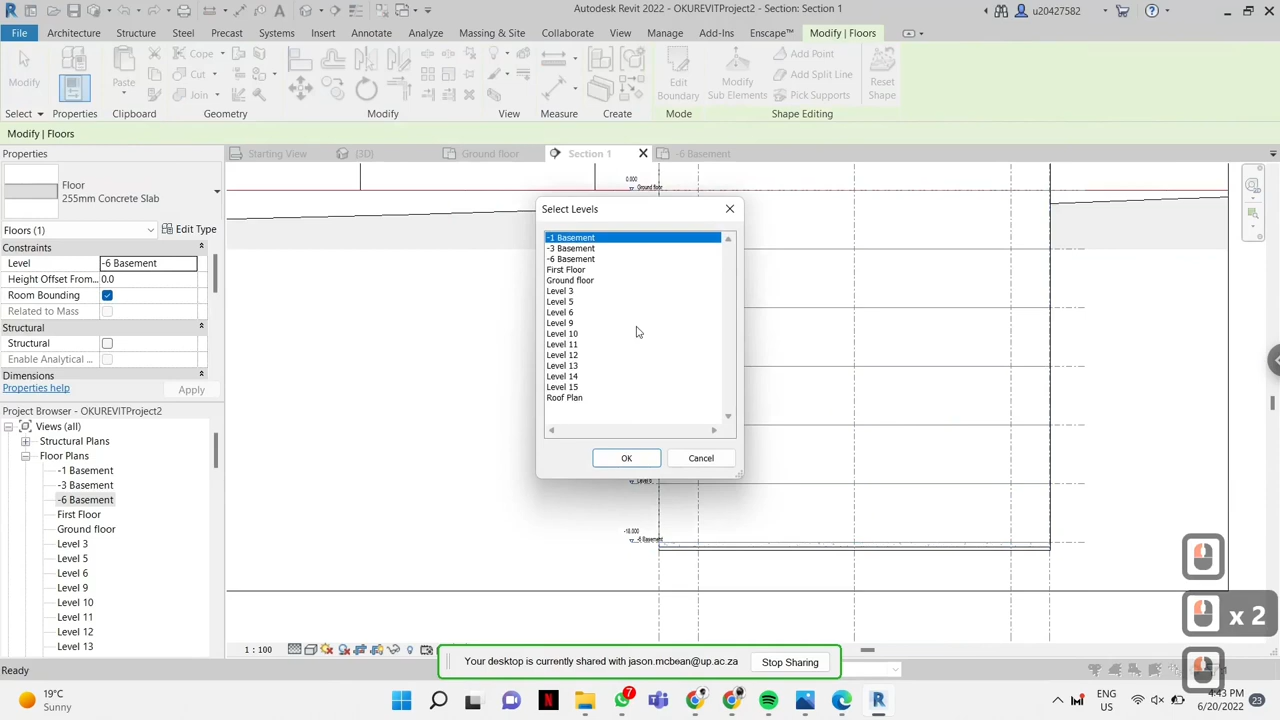 Autodesk Revit 2022 - OKUREVITProject2 - Section: Section 1
u20427582
File Architecture Structure Steel Precast Systems Insert Annotate Analyze Massing & Site Collaborate View Manage Add-Ins Enscape™ Modify | Floors
Modify
Paste
Cope
Cut
Join
Edit Boundary
Modify Sub Elements
Add Point
Add Split Line
Pick Supports
Reset Shape
Select Properties Clipboard Geometry Modify View Measure Create Mode Shape Editing
Modify | Floors
Properties
Starting View {3D} Ground floor Section 1 -6 Basement
Floor
255mm Concrete Slab
Floors (1) Edit Type
Constraints
Level -6 Basement
Height Offset From... 0.0
Room Bounding
Related to Mass
Structural
Structural
Enable Analytical ...
Dimensions
Properties help Apply
Project Browser - OKUREVITProject2
Views (all)
Structural Plans
Floor Plans
-1 Basement
-3 Basement
-6 Basement
First Floor
Ground floor
Level 3
Level 5
Level 6
Level 9
Level 10
Level 11
Level 12
Level 13
0.000
Ground floor
Select Levels
-1 Basement
-3 Basement
-6 Basement
First Floor
Ground floor
Level 3
Level 5
Level 6
Level 9
Level 10
Level 11
Level 12
Level 13
Level 14
Level 15
Roof Plan
OK Cancel
-18.000
-6 Basement
x 2
1 : 100
Your desktop is currently shared with jason.mcbean@up.ac.za Stop Sharing
Ready
:0
19°C
Sunny
7
ENG
US
4:43 PM
6/20/2022
23